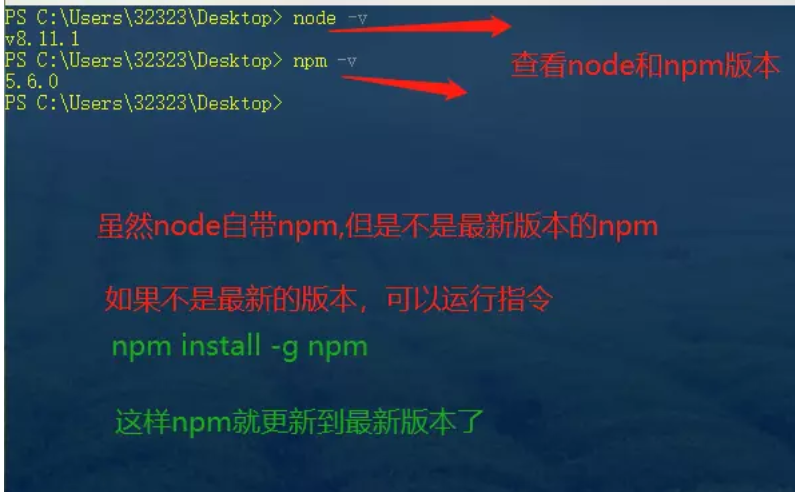 PS C:\Users\32323\Desktop> node -v
v8.11.1
PS C:\Users\32323\Desktop> npm -v
5.6.0
PS C:\Users\32323\Desktop>
查看node和npm版本
虽然node自带npm,但是不是最新版本的npm
如果不是最新的版本，可以运行指令
npm install -g npm
这样npm就更新到最新版本了